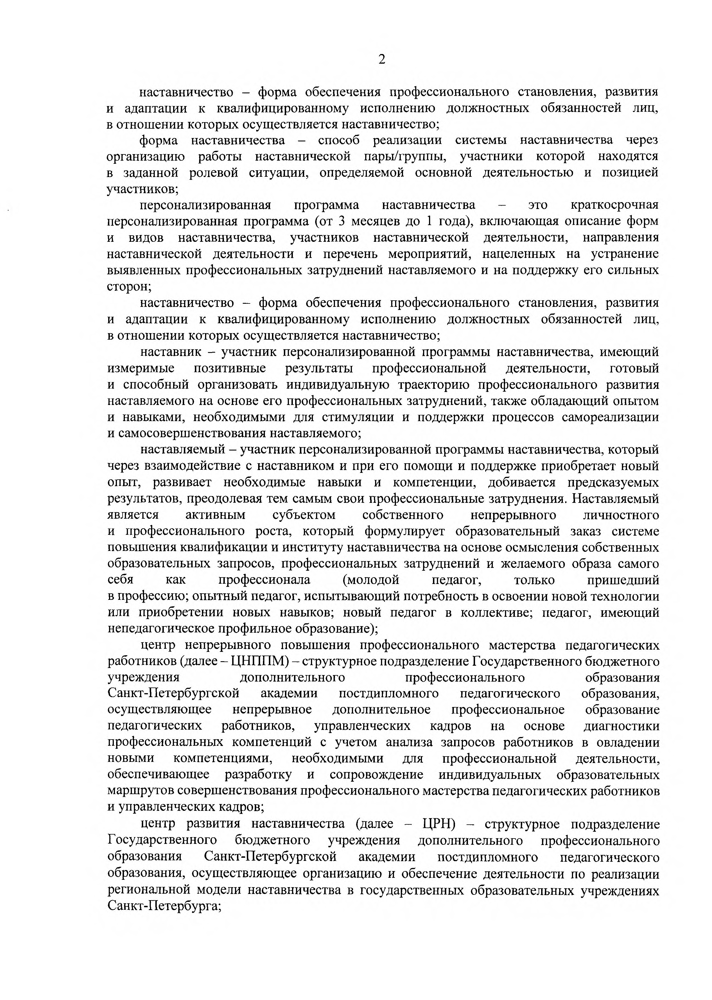 2
наставничество – форма обеспечения профессионального становления, развития
и адаптации к квалифицированному исполнению должностных обязанностей лиц,
в отношении которых осуществляется наставничество;
форма наставничества – способ реализации системы наставничества через
организацию работы наставнической пары/группы, участники которой находятся
в заданной ролевой ситуации, определяемой основной деятельностью и позицией
участников;
персонализированная программа наставничества – это краткосрочная
персонализированная программа (от 3 месяцев до 1 года), включающая описание форм
и видов наставничества, участников наставнической деятельности, направления
наставнической деятельности и перечень мероприятий, нацеленных на устранение
выявленных профессиональных затруднений наставляемого и на поддержку его сильных
сторон;
наставничество – форма обеспечения профессионального становления, развития
и адаптации к квалифицированному исполнению должностных обязанностей лиц,
в отношении которых осуществляется наставничество;
наставник – участник персонализированной программы наставничества, имеющий
измеримые позитивные результаты профессиональной деятельности, готовый
и способный организовать индивидуальную траекторию профессионального развития
наставляемого на основе его профессиональных затруднений, также обладающий опытом
и навыками, необходимыми для стимуляции и поддержки процессов самореализации
и самосовершенствования наставляемого;
наставляемый – участник персонализированной программы наставничества, который
через взаимодействие с наставником и при его помощи и поддержке приобретает новый
опыт, развивает необходимые навыки и компетенции, добивается предсказуемых
результатов, преодолевая тем самым свои профессиональные затруднения. Наставляемый
является активным субъектом собственного непрерывного личностного
и профессионального роста, который формулирует образовательный заказ системе
повышения квалификации и институту наставничества на основе осмысления собственных
образовательных запросов, профессиональных затруднений и желаемого образа самого
себя как профессионала (молодой педагог, только пришедший
в профессию; опытный педагог, испытывающий потребность в освоении новой технологии
или приобретении новых навыков; новый педагог в коллективе; педагог, имеющий
непедагогическое профильное образование);
центр непрерывного повышения профессионального мастерства педагогических
работников (далее – ЦНППМ) – структурное подразделение Государственного бюджетного
учреждения дополнительного профессионального образования
Санкт-Петербургской академии постдипломного педагогического образования,
осуществляющее непрерывное дополнительное профессиональное образование
педагогических работников, управленческих кадров на основе диагностики
профессиональных компетенций с учетом анализа запросов работников в овладении
новыми компетенциями, необходимыми для профессиональной деятельности,
обеспечивающее разработку и сопровождение индивидуальных образовательных
маршрутов совершенствования профессионального мастерства педагогических работников
и управленческих кадров;
центр развития наставничества (далее – ЦРН) – структурное подразделение
Государственного бюджетного учреждения дополнительного профессионального
образования Санкт-Петербургской академии постдипломного педагогического
образования, осуществляющее организацию и обеспечение деятельности по реализации
региональной модели наставничества в государственных образовательных учреждениях
Санкт-Петербурга;